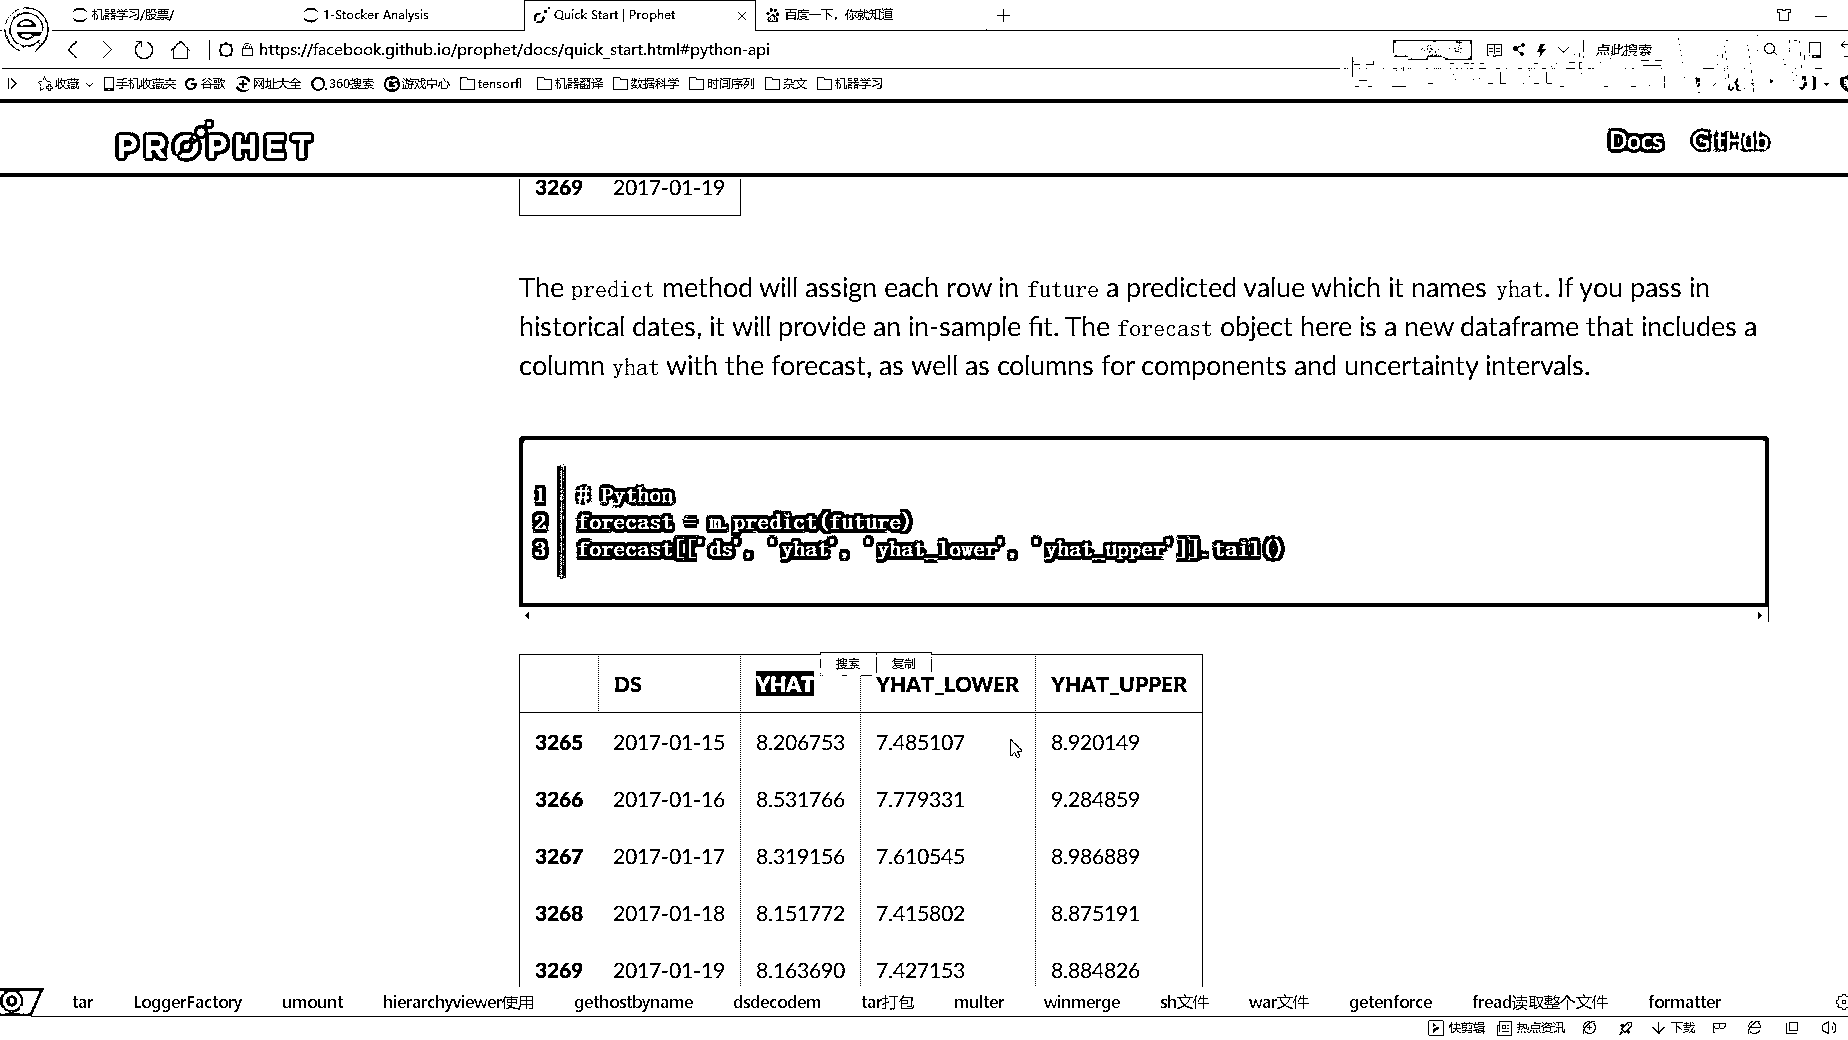 机器学习/股票/
1-Stocker Analysis
Quick Start | Prophet
百度一下，你就知道
https://facebook.github.io/prophet/docs/quick_start.html#python-api
点此搜索
收藏 手机收藏夹 谷歌 网址大全 360搜索 游戏中心 tensorfl 机器翻译 数据科学 时间序列 杂文 机器学习
PROPHET
Docs GitHub
3269 2017-01-19
The predict method will assign each row in future a predicted value which it names yhat. If you pass in
historical dates, it will provide an in-sample fit. The forecast object here is a new dataframe that includes a
column yhat with the forecast, as well as columns for components and uncertainty intervals.
1 # Python
2 forecast = m.predict(future)
3 forecast[['ds', 'yhat', 'yhat_lower', 'yhat_upper']].tail()
搜索 复制
DS YHAT YHAT_LOWER YHAT_UPPER
3265 2017-01-15 8.206753 7.485107 8.920149
3266 2017-01-16 8.531766 7.779331 9.284859
3267 2017-01-17 8.319156 7.610545 8.986889
3268 2017-01-18 8.151772 7.415802 8.875191
3269 2017-01-19 8.163690 7.427153 8.884826
tar LoggerFactory umount hierarchyviewer使用 gethostbyname dsdecodem tar打包 multer winmerge sh文件 war文件 getenforce fread读取整个文件 formatter
快剪辑 热点资讯 下载